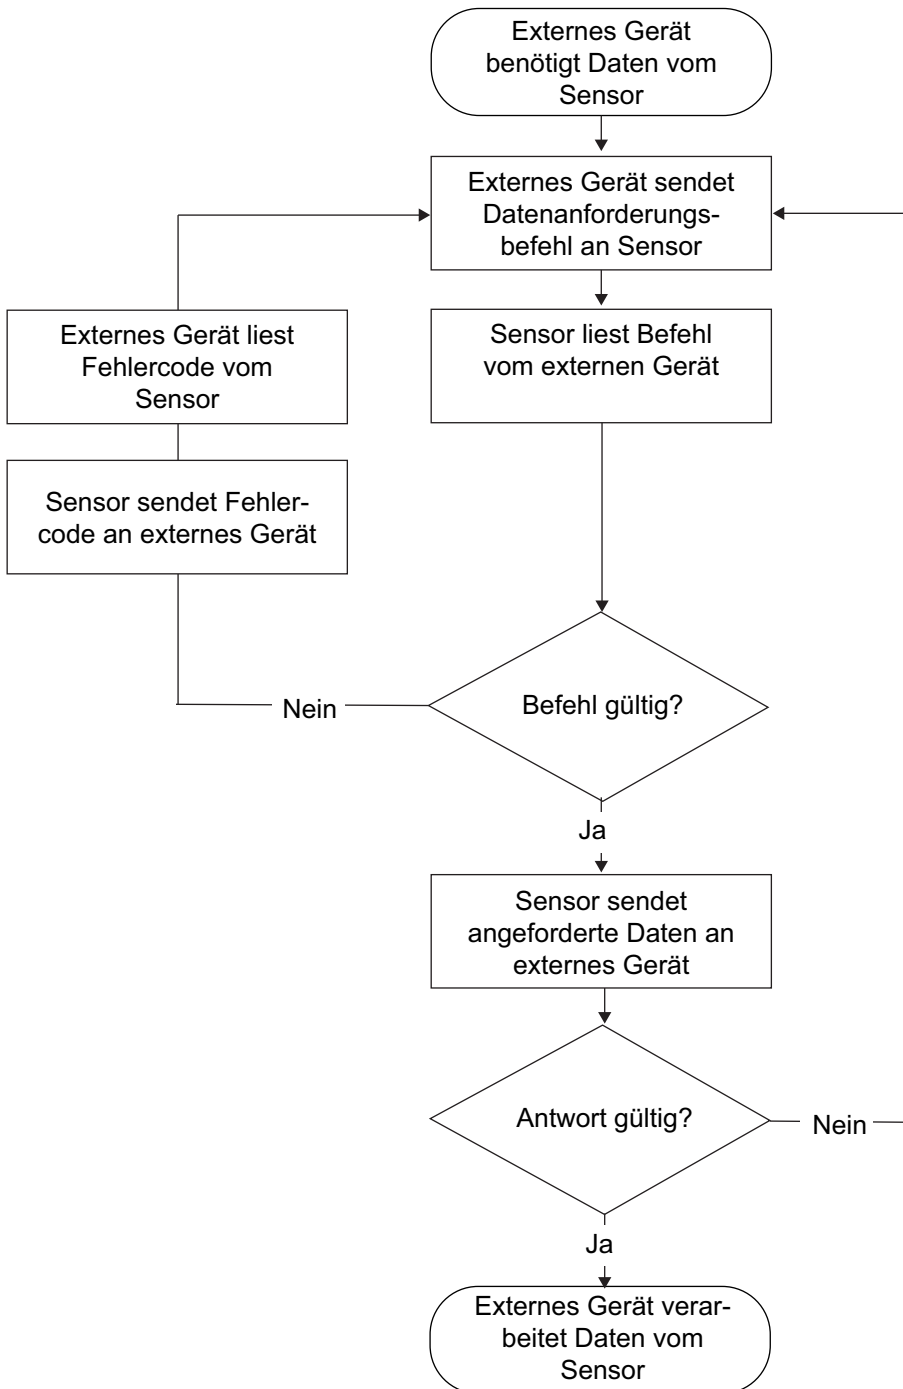 Externes Gerät
benötigt Daten vom
Sensor
Externes Gerät sendet
Datenanforderungs-
befehl an Sensor
Externes Gerät liest
Fehlercode vom
Sensor
Sensor liest Befehl
vom externen Gerät
Sensor sendet Fehler-
code an externes Gerät
Nein
Befehl gültig?
Ja
Sensor sendet
angeforderte Daten an
externes Gerät
Antwort gültig?
Nein
Ja
Externes Gerät verar-
beitet Daten vom
Sensor